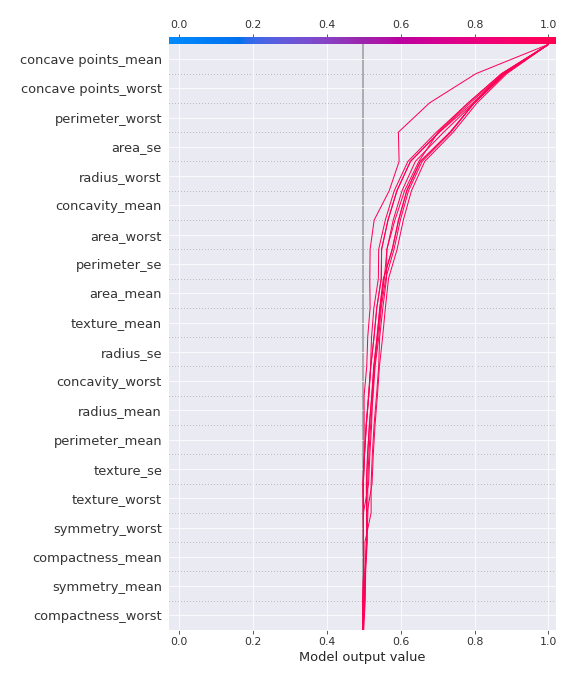 0.0 0.2 0.4 0.6 0.8 1.0
concave points_mean
concave points_worst
perimeter_worst
area_se
radius_worst
concavity_mean
area_worst
perimeter_se
area_mean
texture_mean
radius_se
concavity_worst
radius_mean
perimeter_mean
texture_se
texture_worst
symmetry_worst
compactness_mean
symmetry_mean
compactness_worst
0.0 0.2 0.4 0.6 0.8 1.0
Model output value